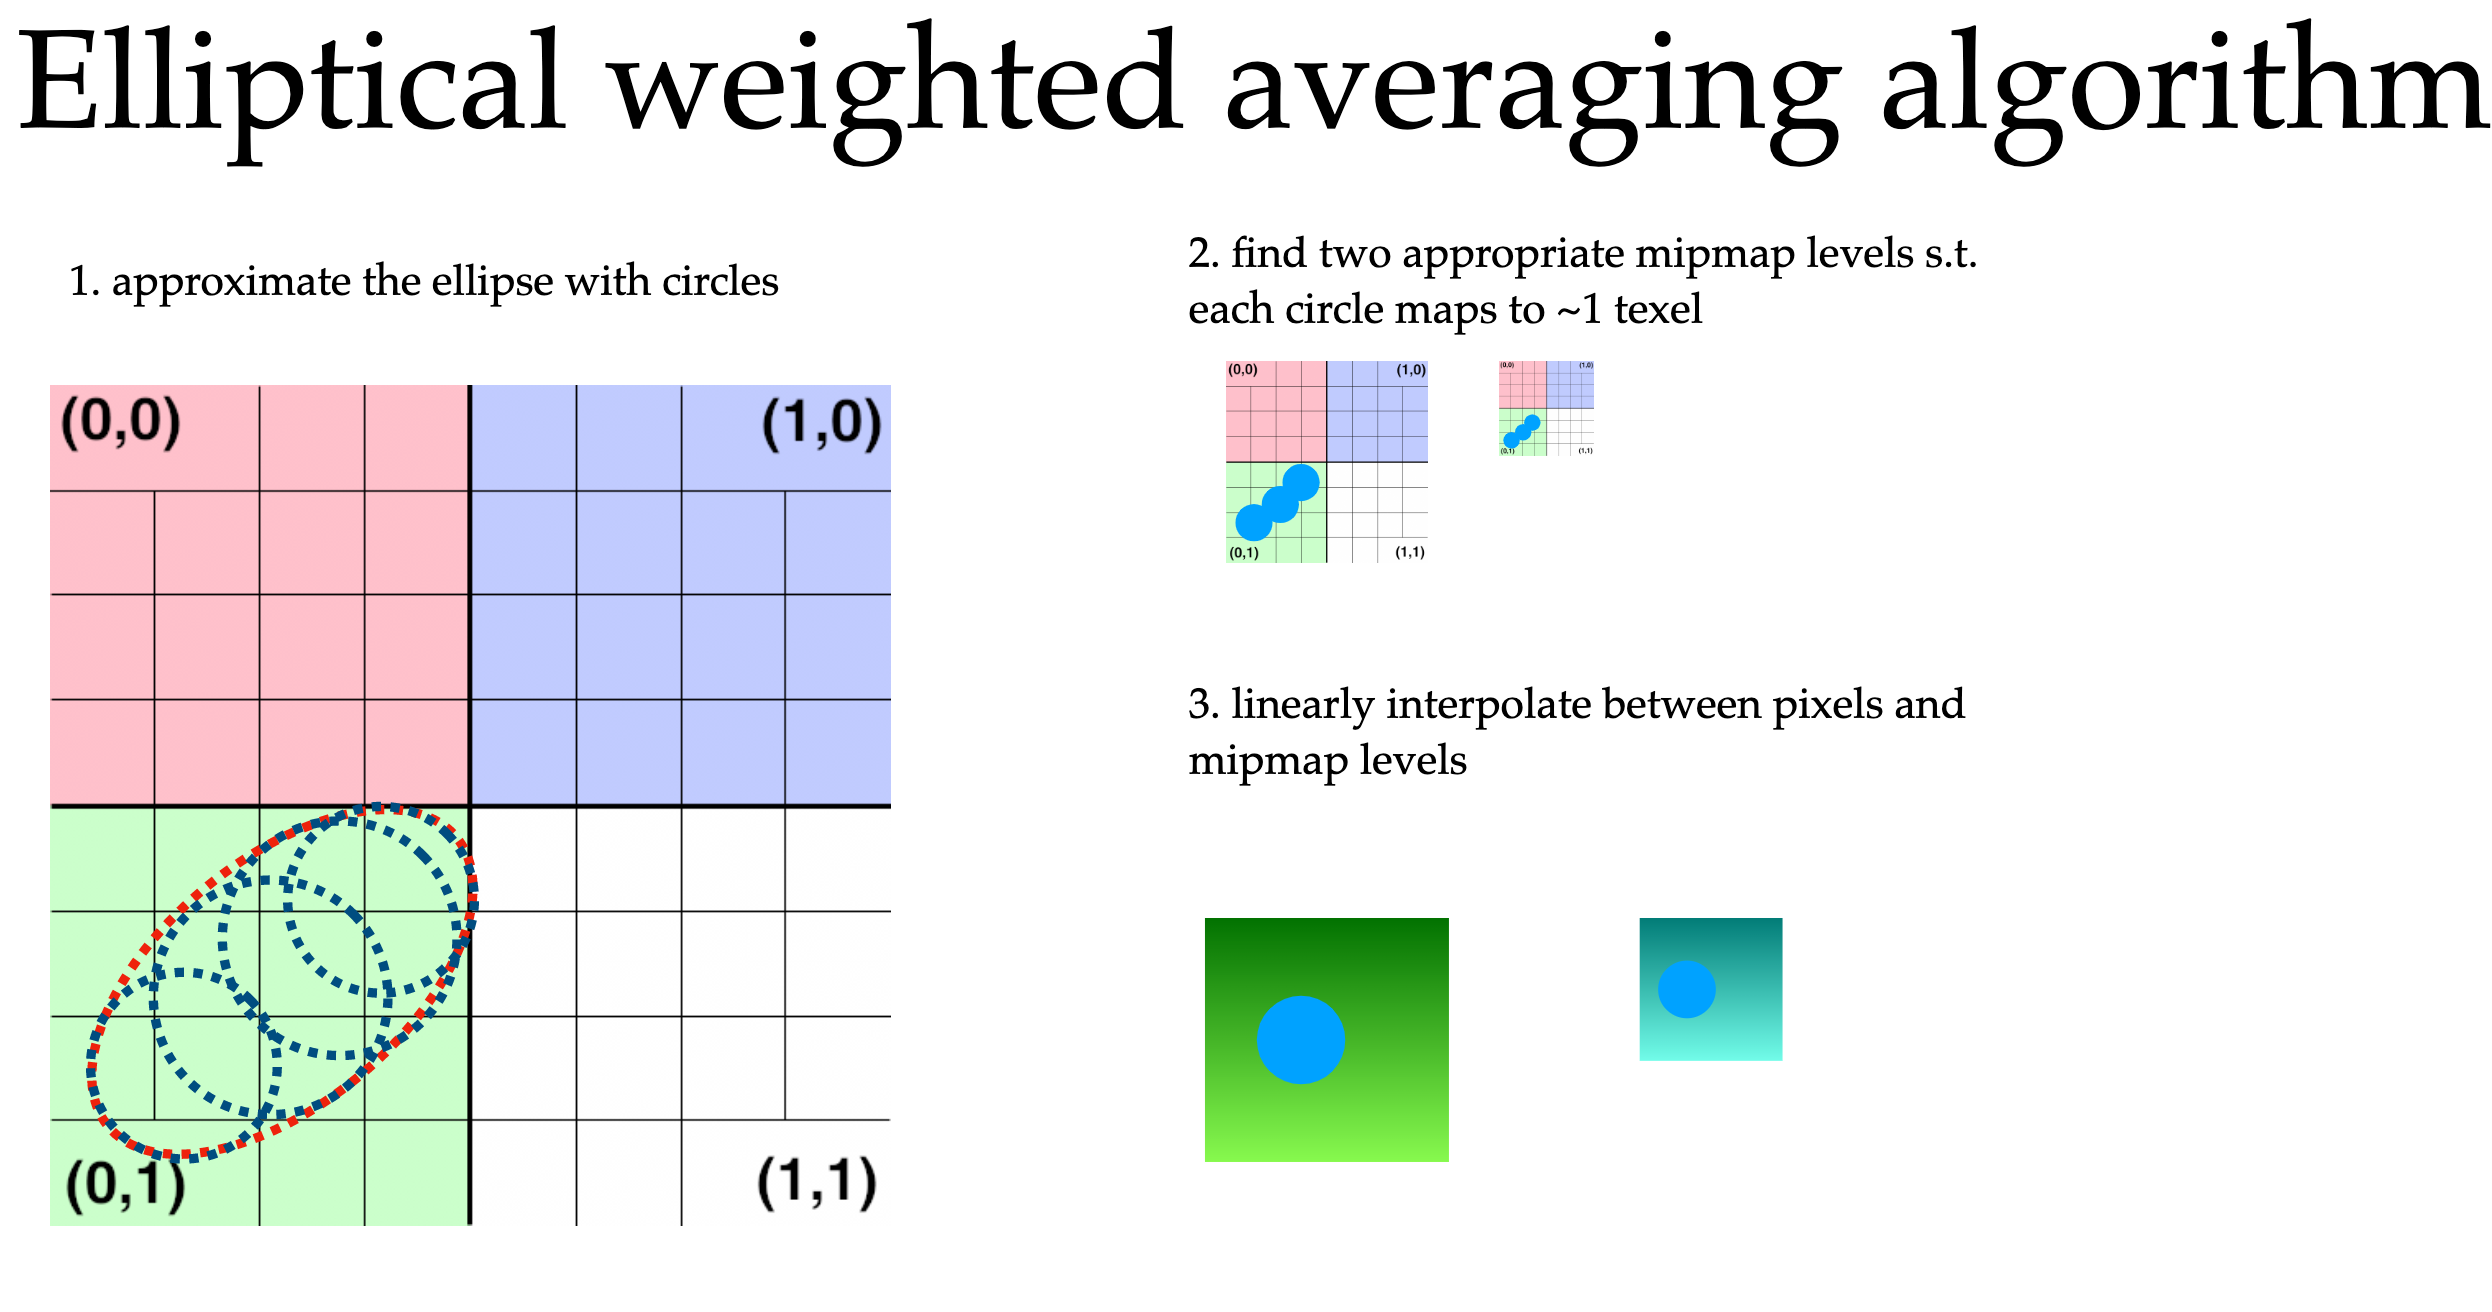 Elliptical weighted averaging algorithm
1. approximate the ellipse with circles
(0,0)
(1,0)
(0,1)
(1,1)
2. find two appropriate mipmap levels s.t.
each circle maps to ~1 texel
(0,0)
(1,0)
(0,1)
(1,1)
(0,0)
(1,0)
(0,1)
(1,1)
3. linearly interpolate between pixels and
mipmap levels